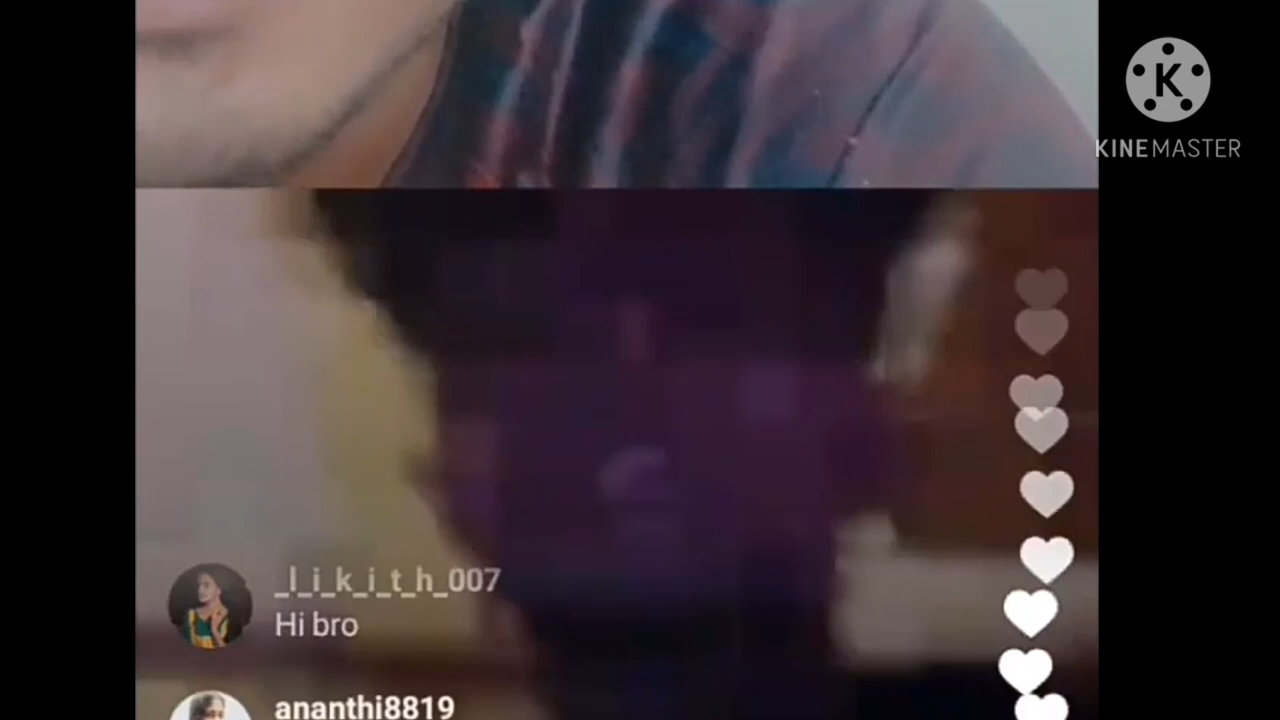 K
KINEMASTER
_l_i_k_i_t_h_007
Hi bro
ananthi8819